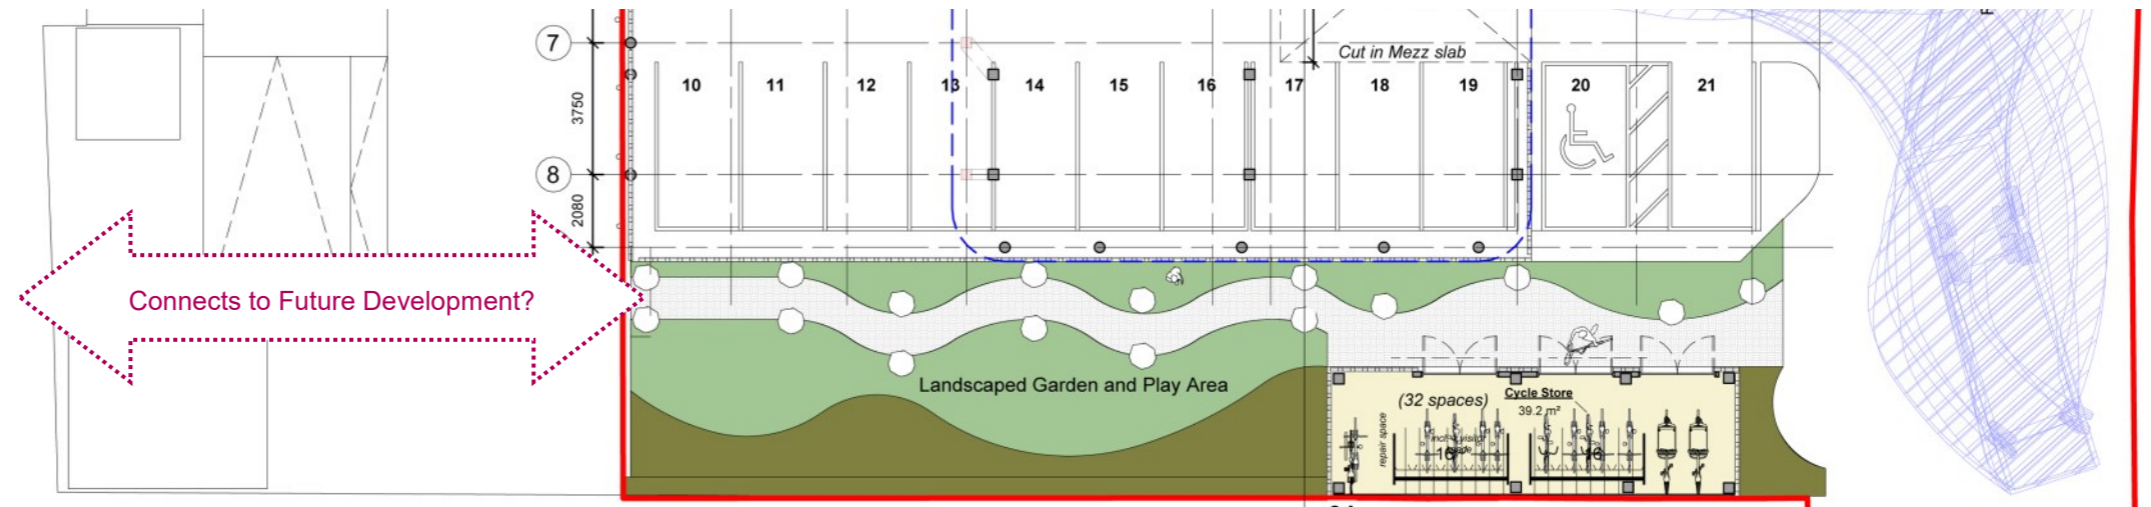 7
Cut in Mezz slab
10 11 12 13 14 15 16 17 18 19 20 21
3750
8
2080
Connects to Future Development?
Landscaped Garden and Play Area
Cycle Store
(32 spaces)
39.2 m²
repair space
16
16